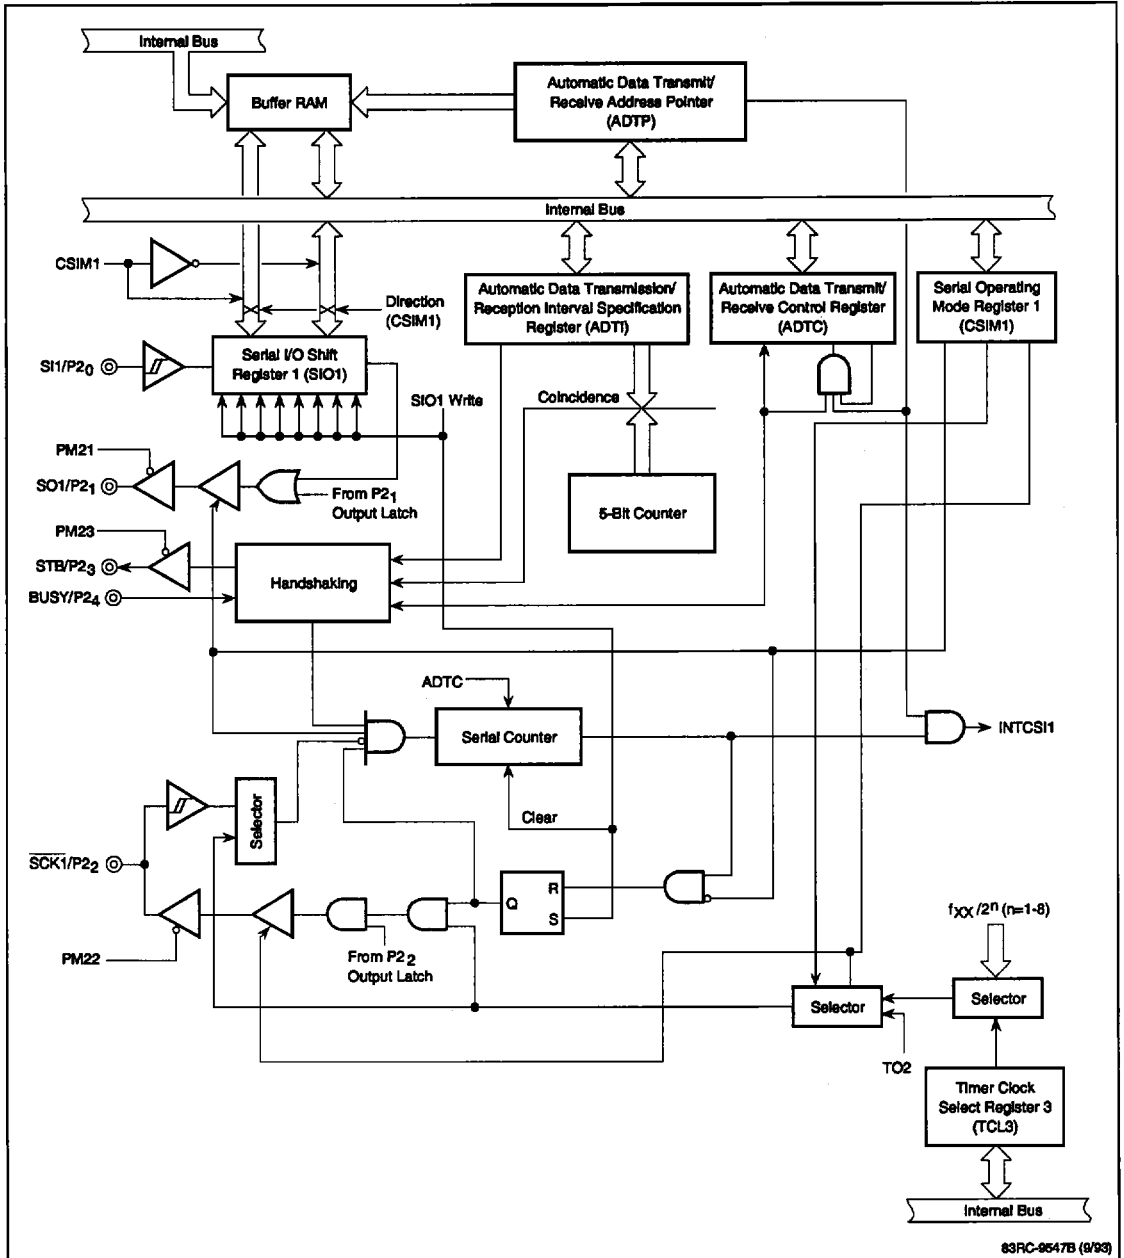 Internal Bus
Buffer RAM
Automatic Data Transmit/
Receive Address Pointer
(ADTP)
Internal Bus
CSIM1
Direction
(CSIM1)
Automatic Data Transmission/
Reception Interval Specification
Register (ADTI)
Automatic Data Transmit/
Receive Control Register
(ADTC)
Serial Operating
Mode Register 1
(CSIM1)
SI1/P20
Serial I/O Shift
Register 1 (SIO1)
SIO1 Write
Coincidence
PM21
SO1/P21
From P21
Output Latch
5-Bit Counter
PM23
STB/P23
BUSY/P24
Handshaking
ADTC
Serial Counter
INTCSI1
Selector
Clear
SCK1/P22
Q
R
S
PM22
From P22
Output Latch
fXX/2n (n=1-8)
Selector
Selector
TO2
Timer Clock
Select Register 3
(TCL3)
Internal Bus
83RC-9547B (9/93)